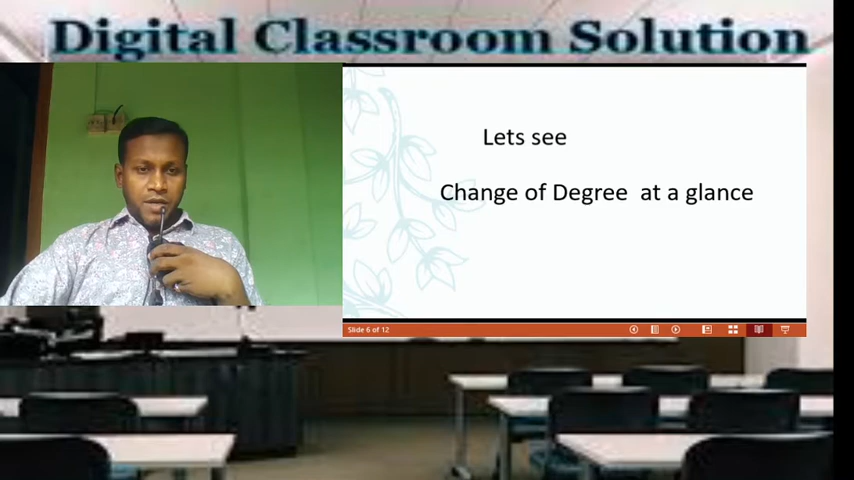 Digital Classroom Solution
Lets see
Change of Degree at a glance
Slide 6 of 12